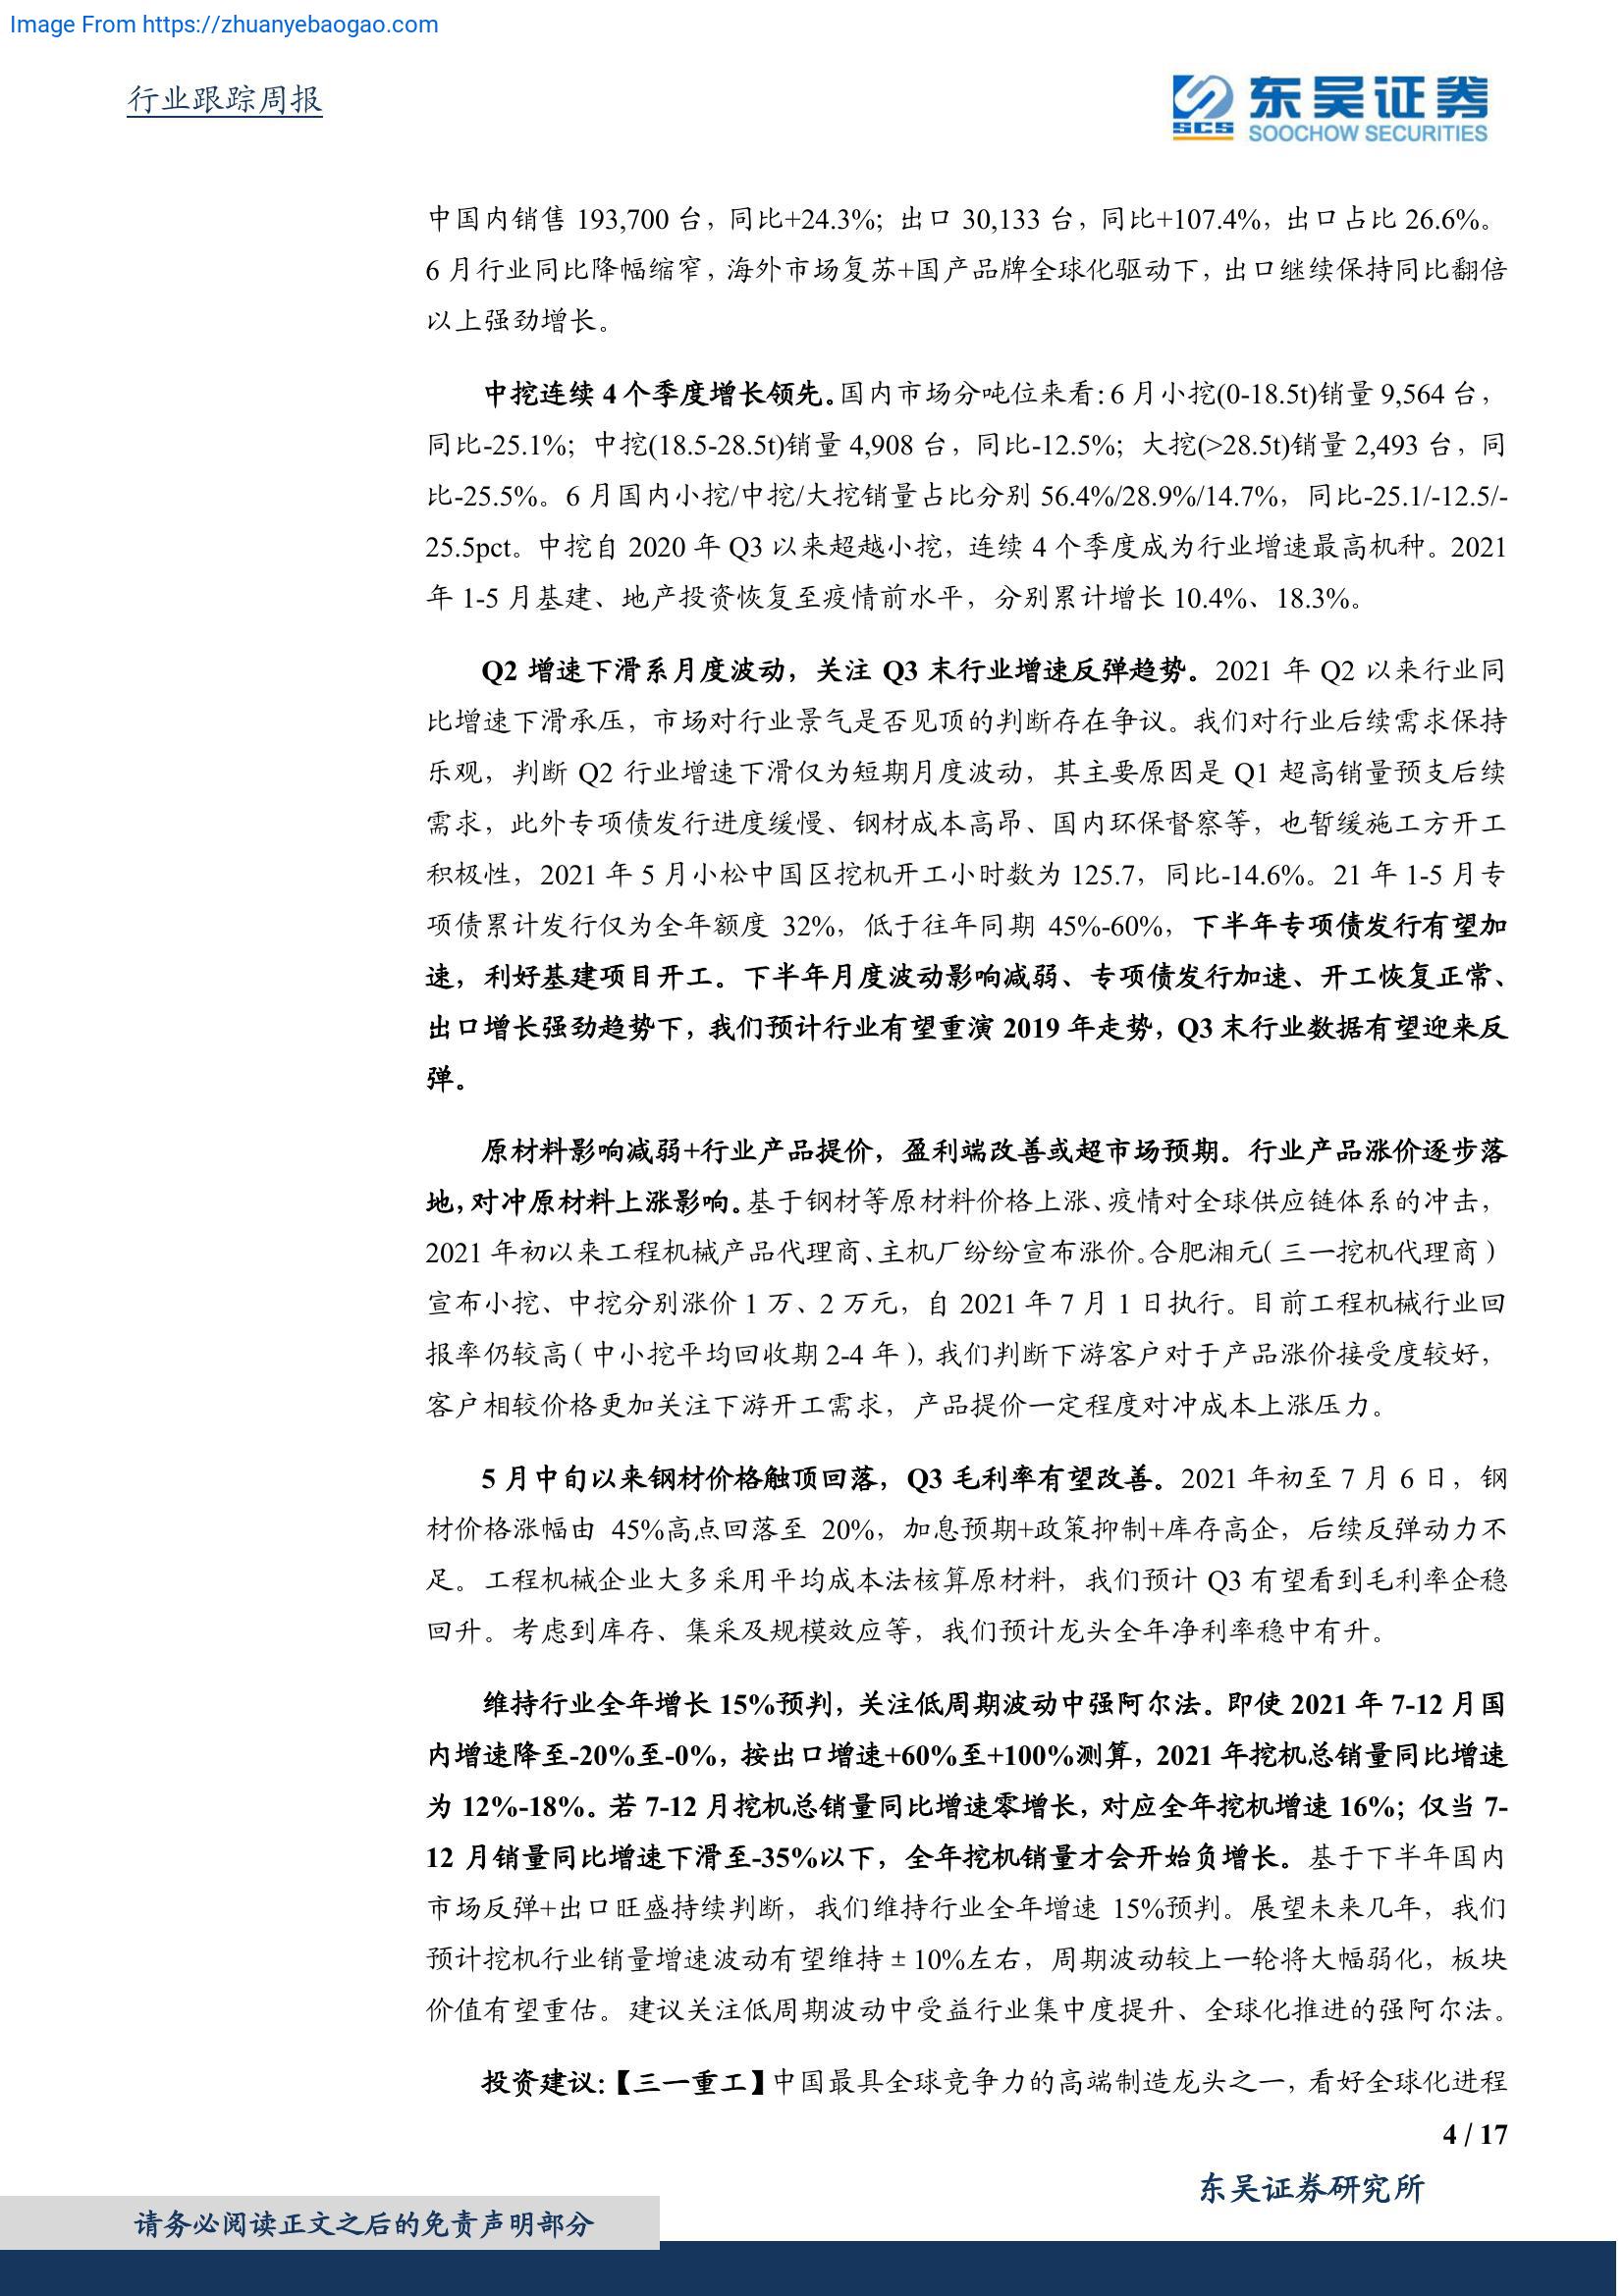 Image From https://zhuanyebaogao.com
行业跟踪周报
东吴证券
SCS
SOOCHOW SECURITIES
中国内销售 193,700 台，同比+24.3%；出口 30,133 台，同比+107.4%，出口占比 26.6%。
6 月行业同比降幅缩窄，海外市场复苏+国产品牌全球化驱动下，出口继续保持同比翻倍
以上强劲增长。
中挖连续 4 个季度增长领先。国内市场分吨位来看：6 月小挖(0-18.5t)销量 9,564 台，
同比-25.1%；中挖(18.5-28.5t)销量 4,908 台，同比-12.5%；大挖(>28.5t)销量 2,493 台，同
比-25.5%。6 月国内小挖/中挖/大挖销量占比分别 56.4%/28.9%/14.7%，同比-25.1/-12.5/-
25.5pct。中挖自 2020 年 Q3 以来超越小挖，连续 4 个季度成为行业增速最高机种。2021
年 1-5 月基建、地产投资恢复至疫情前水平，分别累计增长 10.4%、18.3%。
Q2 增速下滑系月度波动，关注 Q3 末行业增速反弹趋势。2021 年 Q2 以来行业同
比增速下滑承压，市场对行业景气是否见顶的判断存在争议。我们对行业后续需求保持
乐观，判断 Q2 行业增速下滑仅为短期月度波动，其主要原因是 Q1 超高销量预支后续
需求，此外专项债发行进度缓慢、钢材成本高昂、国内环保督察等，也暂缓施工方开工
积极性，2021 年 5 月小松中国区挖机开工小时数为 125.7，同比-14.6%。21 年 1-5 月专
项债累计发行仅为全年额度 32%，低于往年同期 45%-60%，下半年专项债发行有望加
速，利好基建项目开工。下半年月度波动影响减弱、专项债发行加速、开工恢复正常、
出口增长强劲趋势下，我们预计行业有望重演 2019 年走势，Q3 末行业数据有望迎来反
弹。
原材料影响减弱+行业产品提价，盈利端改善或超市场预期。行业产品涨价逐步落
地，对冲原材料上涨影响。基于钢材等原材料价格上涨、疫情对全球供应链体系的冲击，
2021 年初以来工程机械产品代理商、主机厂纷纷宣布涨价。合肥湘元（三一挖机代理商）
宣布小挖、中挖分别涨价 1 万、2 万元，自 2021 年 7 月 1 日执行。目前工程机械行业回
报率仍较高（中小挖平均回收期 2-4 年），我们判断下游客户对于产品涨价接受度较好，
客户相较价格更加关注下游开工需求，产品提价一定程度对冲成本上涨压力。
5 月中旬以来钢材价格触顶回落，Q3 毛利率有望改善。2021 年初至 7 月 6 日，钢
材价格涨幅由 45%高点回落至 20%，加息预期+政策抑制+库存高企，后续反弹动力不
足。工程机械企业大多采用平均成本法核算原材料，我们预计 Q3 有望看到毛利率企稳
回升。考虑到库存、集采及规模效应等，我们预计龙头全年净利率稳中有升。
维持行业全年增长 15%预判，关注低周期波动中强阿尔法。即使 2021 年 7-12 月国
内增速降至-20%至-0%，按出口增速+60%至+100%测算，2021 年挖机总销量同比增速
为 12%-18%。若 7-12 月挖机总销量同比增速零增长，对应全年挖机增速 16%；仅当 7-
12 月销量同比增速下滑至-35%以下，全年挖机销量才会开始负增长。基于下半年国内
市场反弹+出口旺盛持续判断，我们维持行业全年增速 15%预判。展望未来几年，我们
预计挖机行业销量增速波动有望维持±10%左右，周期波动较上一轮将大幅弱化，板块
价值有望重估。建议关注低周期波动中受益行业集中度提升、全球化推进的强阿尔法。
投资建议：【三一重工】中国最具全球竞争力的高端制造龙头之一，看好全球化进程
4 / 17
东吴证券研究所
请务必阅读正文之后的免责声明部分